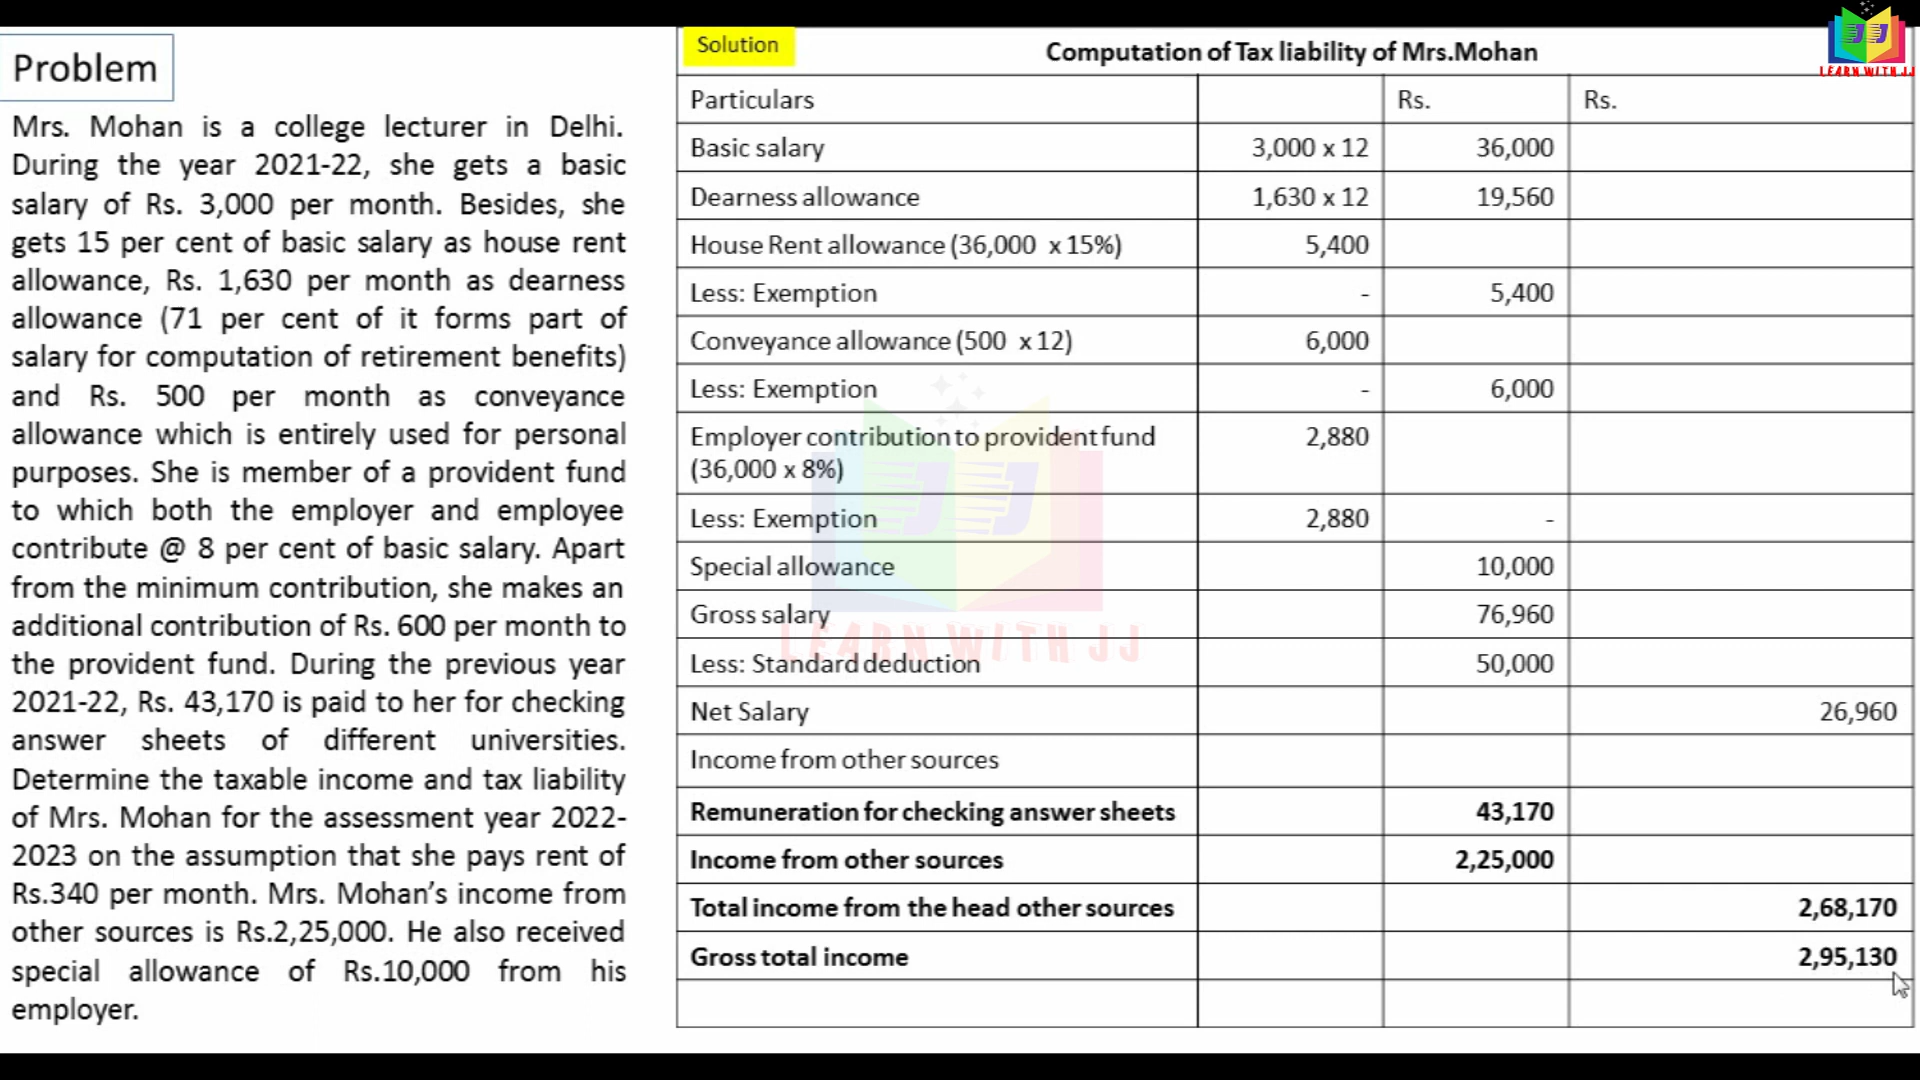 Problem
Mrs. Mohan is a college lecturer in Delhi.
During the year 2021-22, she gets a basic
salary of Rs. 3,000 per month. Besides, she
gets 15 per cent of basic salary as house rent
allowance, Rs. 1,630 per month as dearness
allowance (71 per cent of it forms part of
salary for computation of retirement benefits)
and Rs. 500 per month as conveyance
allowance which is entirely used for personal
purposes. She is member of a provident fund
to which both the employer and employee
contribute @ 8 per cent of basic salary. Apart
from the minimum contribution, she makes an
additional contribution of Rs. 600 per month to
the provident fund. During the previous year
2021-22, Rs. 43,170 is paid to her for checking
answer sheets of different universities.
Determine the taxable income and tax liability
of Mrs. Mohan for the assessment year 2022-
2023 on the assumption that she pays rent of
Rs.340 per month. Mrs. Mohan's income from
other sources is Rs.2,25,000. He also received
special allowance of Rs.10,000 from his
employer.
Solution
Computation of Tax liability of Mrs.Mohan
Particulars Rs. Rs.
Basic salary 3,000 x 12 36,000
Dearness allowance 1,630 x 12 19,560
House Rent allowance (36,000 x 15%) 5,400
Less: Exemption - 5,400
Conveyance allowance (500 x 12) 6,000
Less: Exemption - 6,000
Employer contribution to provident fund 2,880
(36,000 x 8%)
Less: Exemption 2,880 -
Special allowance 10,000
Gross salary 76,960
Less: Standard deduction 50,000
Net Salary 26,960
Income from other sources
Remuneration for checking answer sheets 43,170
Income from other sources 2,25,000
Total income from the head other sources 2,68,170
Gross total income 2,95,130
LEARN WITH JJ
LEARN WITH JJ